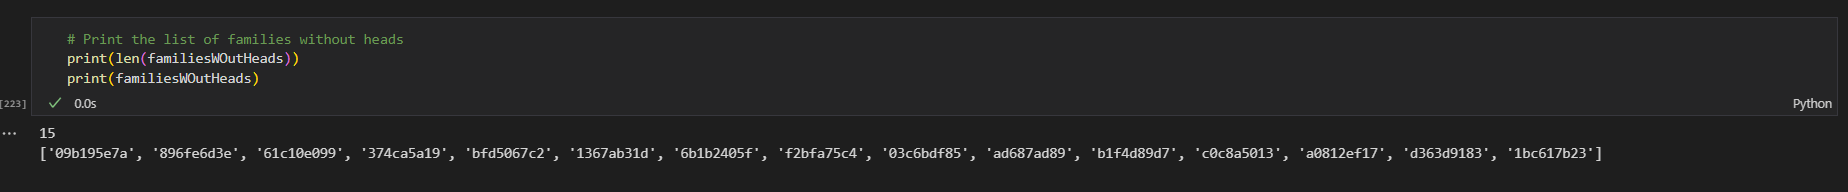 # Print the list of families without heads
print(len(familiesWOutHeads))
print(familiesWOutHeads)
[223]
0.0s
Python
15
['09b195e7a', '896fe6d3e', '61c10e099', '374ca5a19', 'bfd5067c2', '1367ab31d', '6b1b2405f', 'f2bfa75c4', '03c6bdf85', 'ad687ad89', 'b1f4d89d7', 'c0c8a5013', 'a0812ef17', 'd363d9183', '1bc617b23']